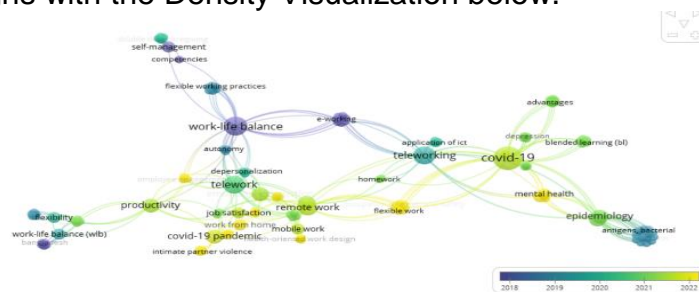 with the Density Visualization below.
self-management
competencies
flexible working practices
advantages
work-life balance
e-working
depression
blended learning (bl)
application of ict
autonomy
teleworking
covid-19
depersonalization
telework
homework
mental health
productivity
remote work
job satisfaction
flexible work
epidemiology
flexibility
work from home
mobile work
antigens, bacterial
work-life balance (wlb)
covid-19 pandemic
-oriented work design
intimate partner violence
2018 2019 2020 2021 2022